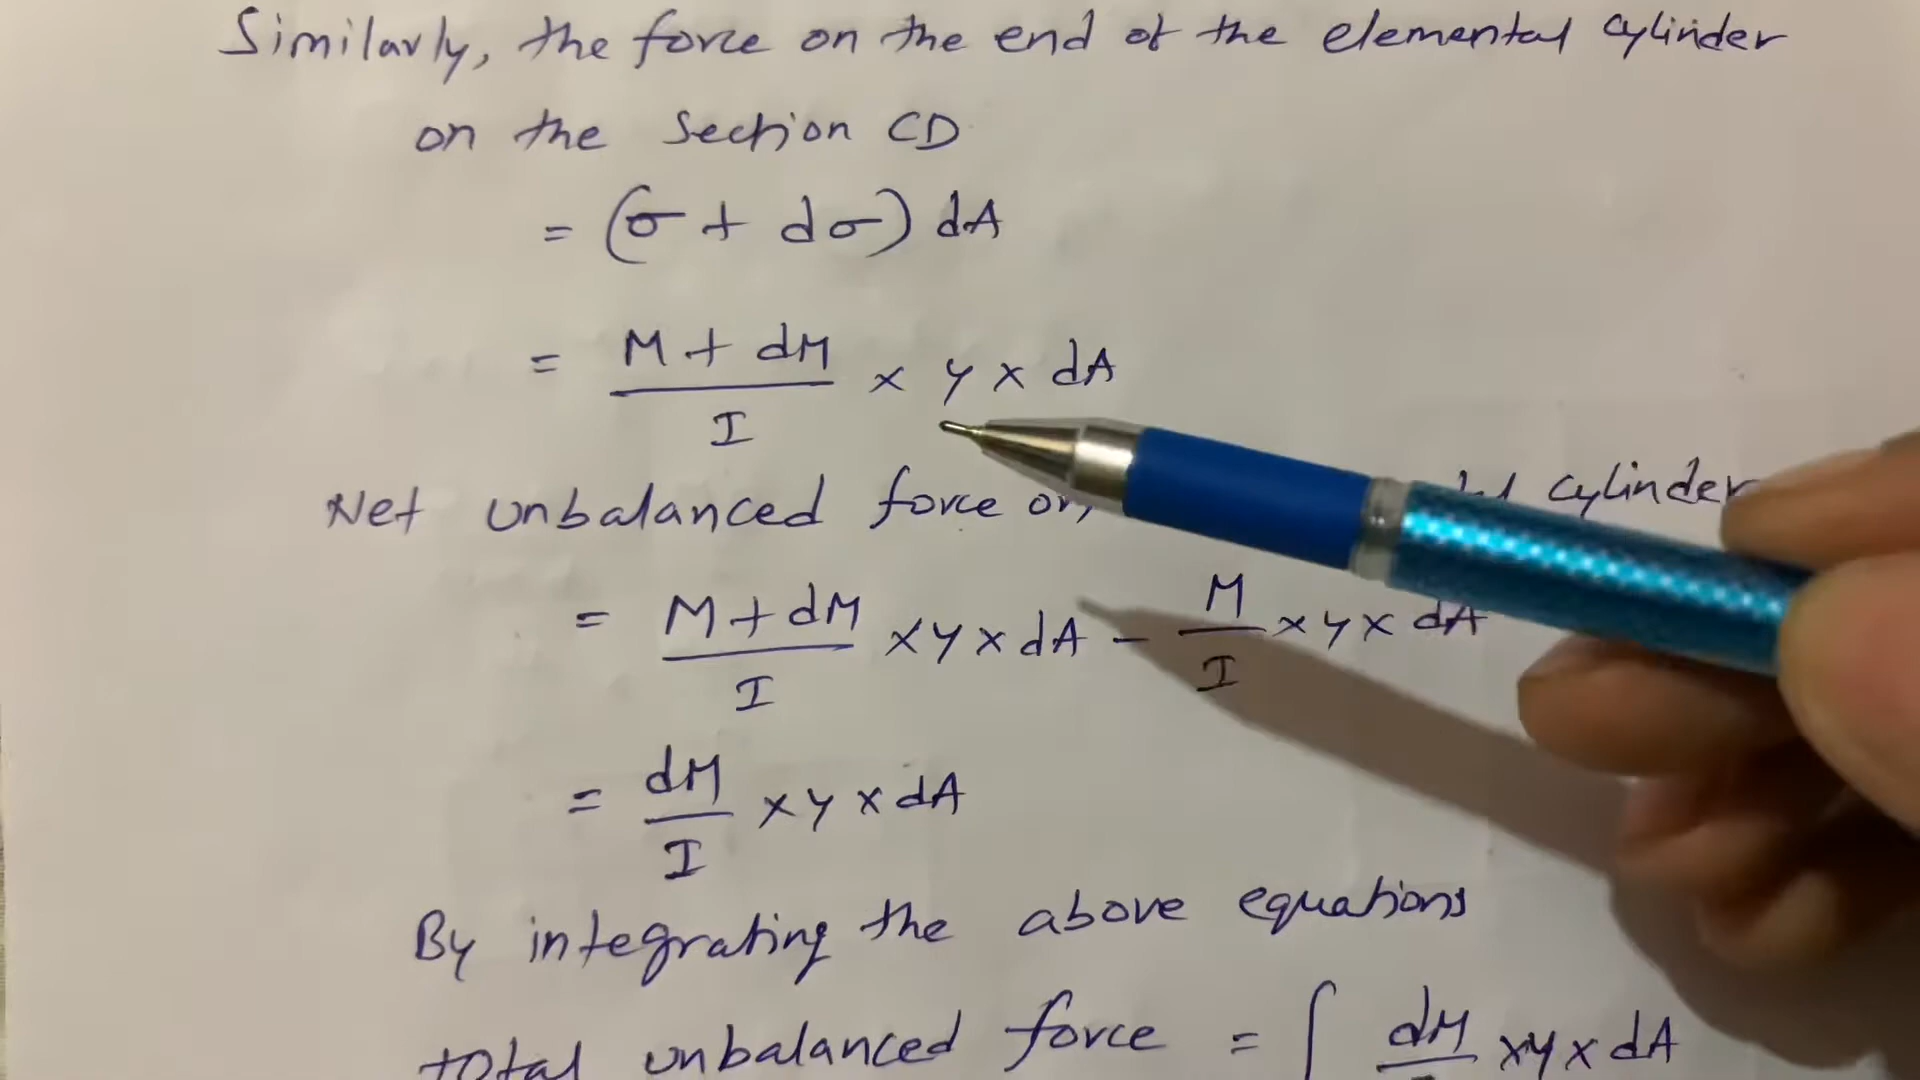 Similarly, the force on the end of the elemental cylinder
on the section CD
= (σ + dσ) dA
= M + dM / I × y × dA
Net unbalanced force on cylinder
= M + dM / I × y × dA - M / I × y × dA
= dM / I × y × dA
By integrating the above equations
total unbalanced force = ∫ dM × y × dA